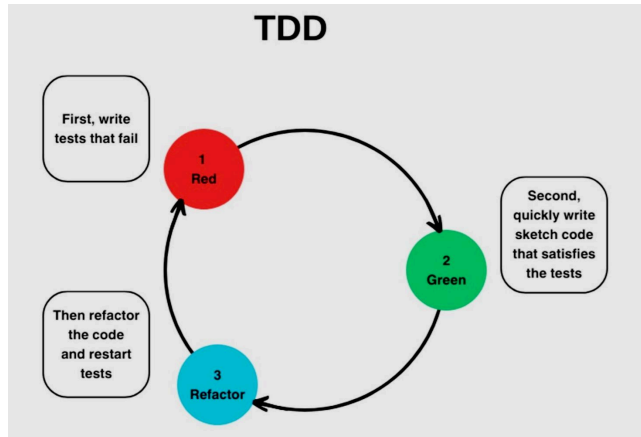 TDD
First, write
tests that fail
1
Red
Second,
quickly write
sketch code
that satisfies
the tests
2
Green
Then refactor
the code
and restart
tests
3
Refactor